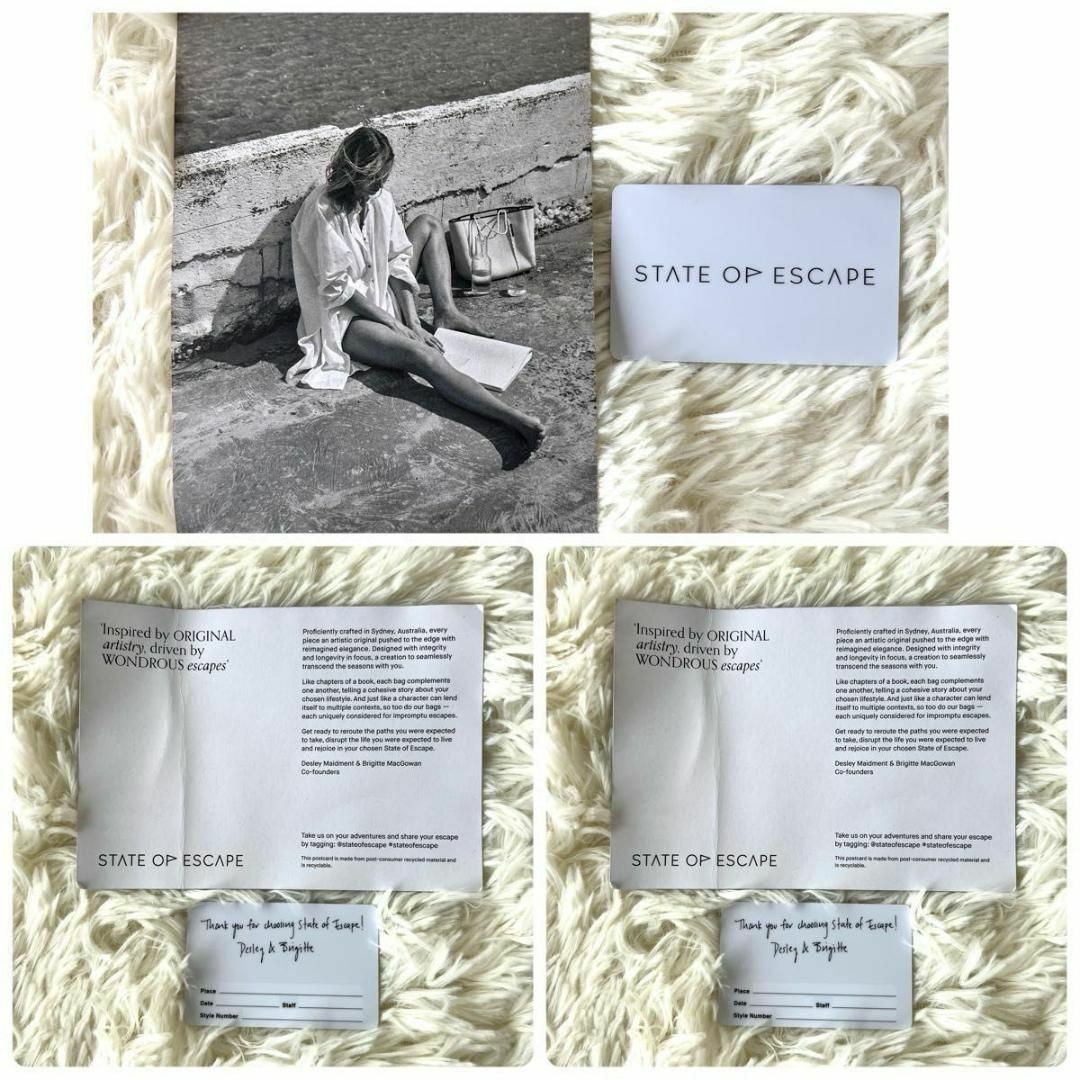 STATE OF ESCAPE
'Inspired by ORIGINAL
artistry, driven by
WONDROUS escapes'
Proficiently crafted in Sydney, Australia, every
piece an artistic original pushed to the edge with
reimagined elegance. Designed with integrity
and longevity in focus, a creation to seamlessly
transcend the seasons with you.
Like chapters of a book, each bag complements
one another, telling a cohesive story about your
chosen lifestyle. And just like a character can lend
itself to multiple contexts, so too do our bags —
each uniquely considered for impromptu escapes.
Get ready to reroute the paths you were expected
to take, disrupt the life you were expected to live
and rejoice in your chosen State of Escape.
Desley Maidment & Brigitte MacGowan
Co-founders
Take us on your adventures and share your escape
by tagging: @stateofescape #stateofescape
This postcard is made from post-consumer recycled material and
is recyclable.
STATE OF ESCAPE
Thank you for choosing State of Escape!
Desley & Brigitte
Place
Date Staff
Style Number
'Inspired by ORIGINAL
artistry, driven by
WONDROUS escapes'
Proficiently crafted in Sydney, Australia, every
piece an artistic original pushed to the edge with
reimagined elegance. Designed with integrity
and longevity in focus, a creation to seamlessly
transcend the seasons with you.
Like chapters of a book, each bag complements
one another, telling a cohesive story about your
chosen lifestyle. And just like a character can lend
itself to multiple contexts, so too do our bags —
each uniquely considered for impromptu escapes.
Get ready to reroute the paths you were expected
to take, disrupt the life you were expected to live
and rejoice in your chosen State of Escape.
Desley Maidment & Brigitte MacGowan
Co-founders
Take us on your adventures and share your escape
by tagging: @stateofescape #stateofescape
This postcard is made from post-consumer recycled material and
is recyclable.
STATE OF ESCAPE
Thank you for choosing State of Escape!
Desley & Brigitte
Place
Date Staff
Style Number